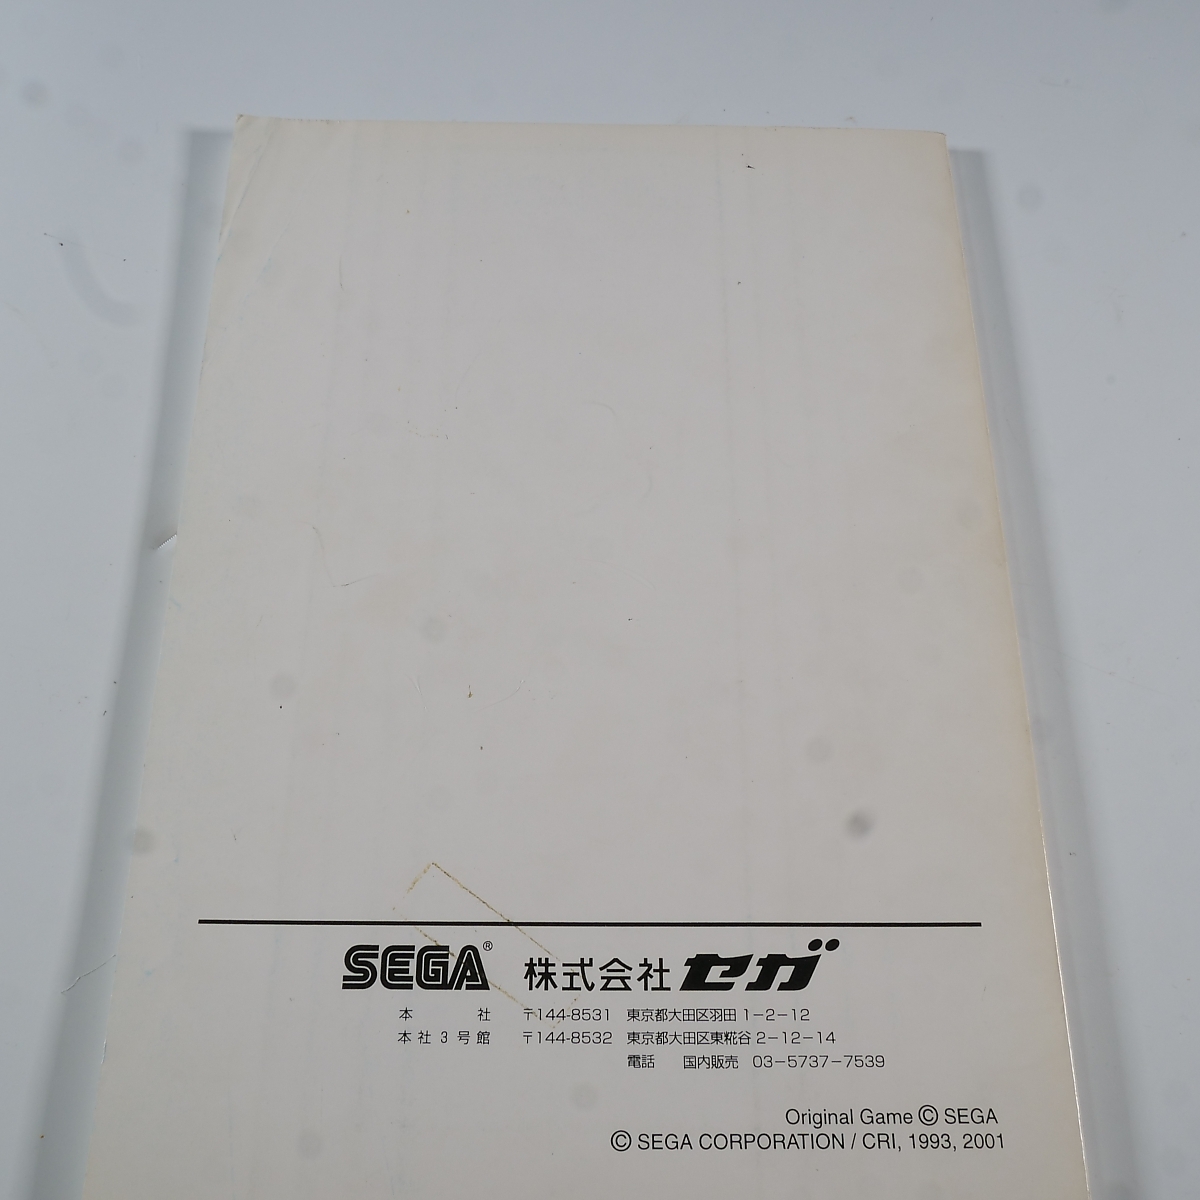 SEGA® 株式会社 セガ
本 社 〒144-8531 東京都大田区羽田 1-2-12
本社 3 号館 〒144-8532 東京都大田区東糀谷 2-12-14
電話 国内販売 03-5737-7539
Original Game © SEGA
© SEGA CORPORATION / CRI, 1993, 2001